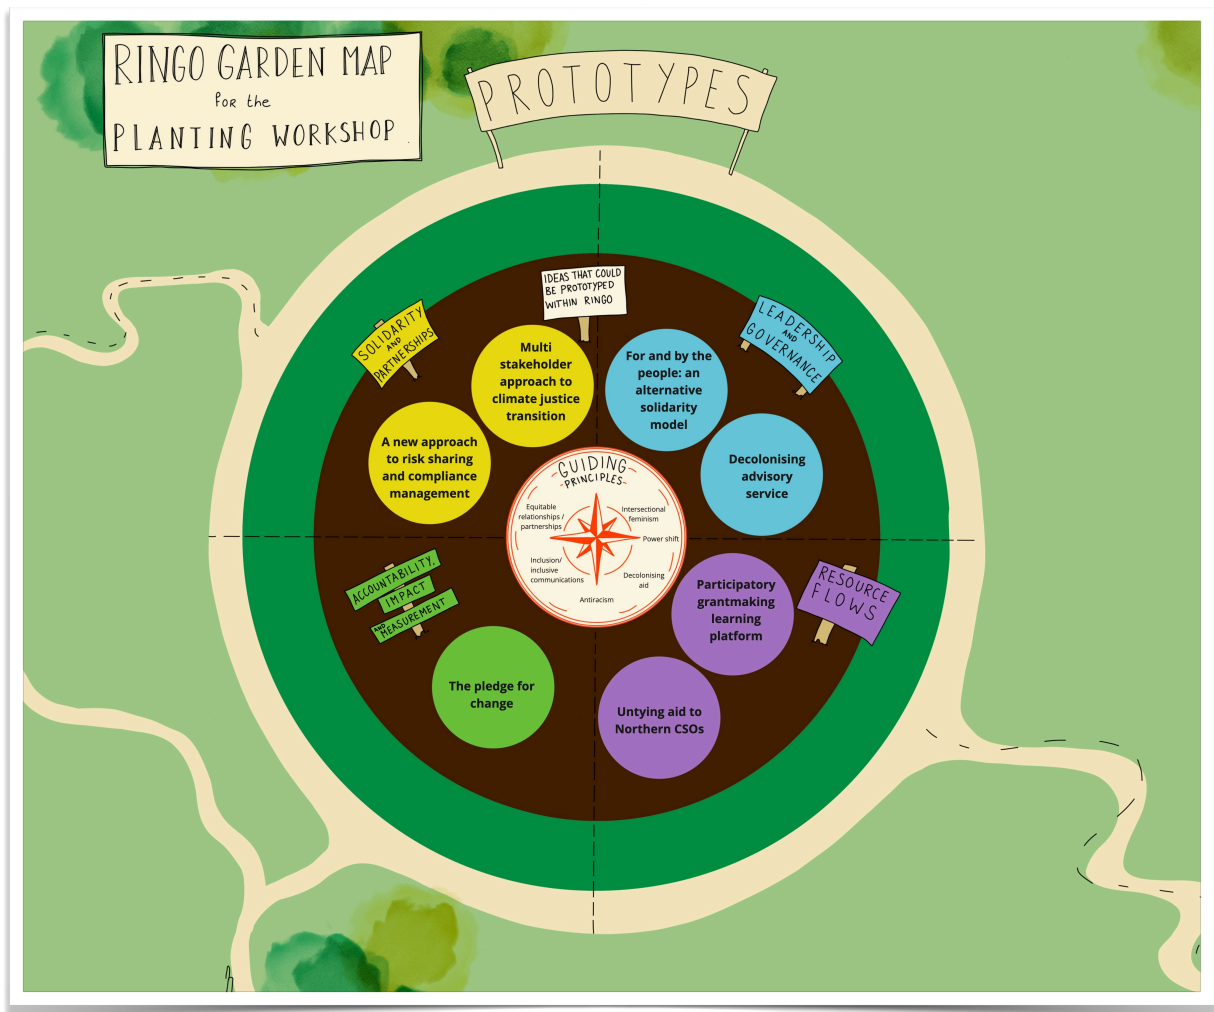 RINGO GARDEN MAP
for the
PLANTING WORKSHOP.
PROTOTYPES
IDEAS THAT COULD
BE PROTOTYPED
WITHIN RINGO
SOLIDARITY
AND
PARTNERSHIPS
Multi
stakeholder
approach to
climate justice
transition
A new approach
to risk sharing
and compliance
management
LEADERSHIP
AND
GOVERNANCE
For and by the
people: an
alternative
solidarity
model
Decolonising
advisory
service
GUIDING
PRINCIPLES
Equitable
relationships /
partnerships
Intersectional
feminism
Power shift
Inclusion/
inclusive
communications
Decolonising
aid
Antiracism
ACCOUNTABILITY,
IMPACT
AND
MEASUREMENT
The pledge for
change
RESOURCE
FLOWS
Participatory
grantmaking
learning
platform
Untying aid to
Northern CSOs